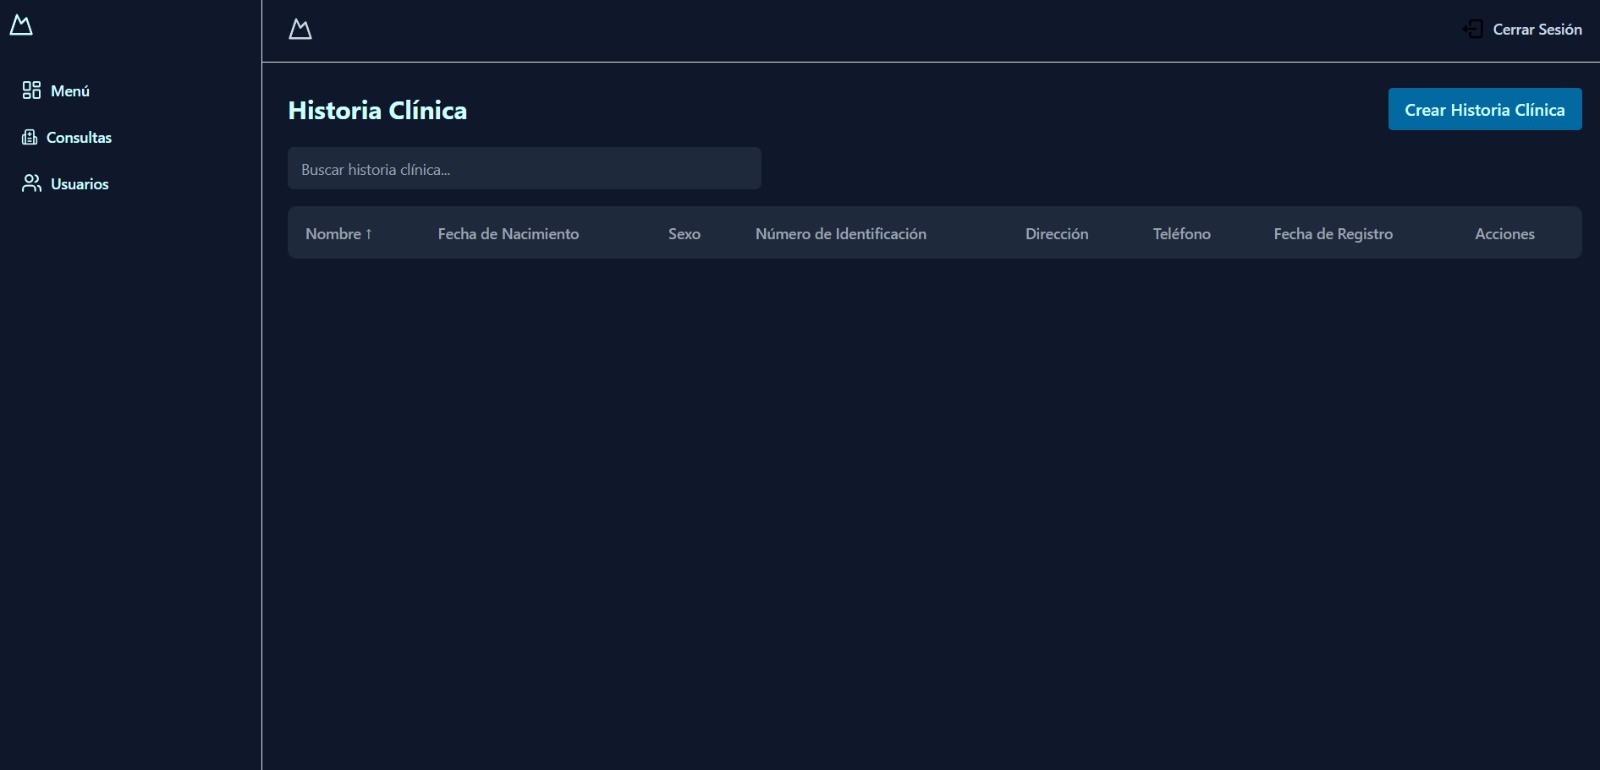 Cerrar Sesión
Menú
Consultas
Usuarios
Historia Clínica
Crear Historia Clínica
Buscar historia clínica...
Nombre ↑ Fecha de Nacimiento Sexo Número de Identificación Dirección Teléfono Fecha de Registro Acciones